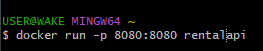 USER@WAKE MINGW64 ~
$ docker run -p 8080:8080 rentalapi